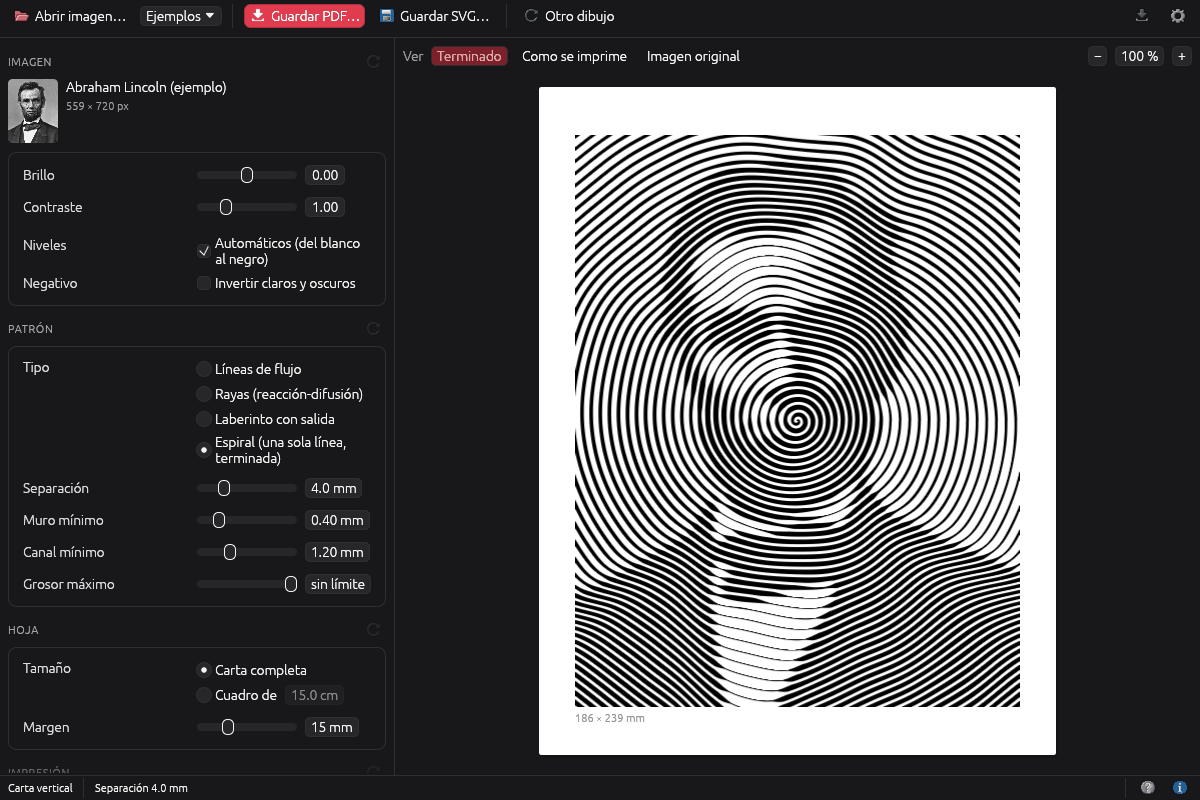 Abrir imagen...
Ejemplos
Guardar PDF...
Guardar SVG...
Otro dibujo
IMAGEN
Abraham Lincoln (ejemplo)
559 × 720 px
Brillo
0.00
Contraste
1.00
Niveles
Automáticos (del blanco
al negro)
Negativo
Invertir claros y oscuros
PATRÓN
Tipo
Líneas de flujo
Rayas (reacción-difusión)
Laberinto con salida
Espiral (una sola línea,
terminada)
Separación
4.0 mm
Muro mínimo
0.40 mm
Canal mínimo
1.20 mm
Grosor máximo
sin límite
HOJA
Tamaño
Carta completa
Cuadro de
15.0 cm
Margen
15 mm
IMPRESIÓN
Ver
Terminado
Como se imprime
Imagen original
−
100 %
+
186 × 239 mm
Carta vertical
Separación 4.0 mm